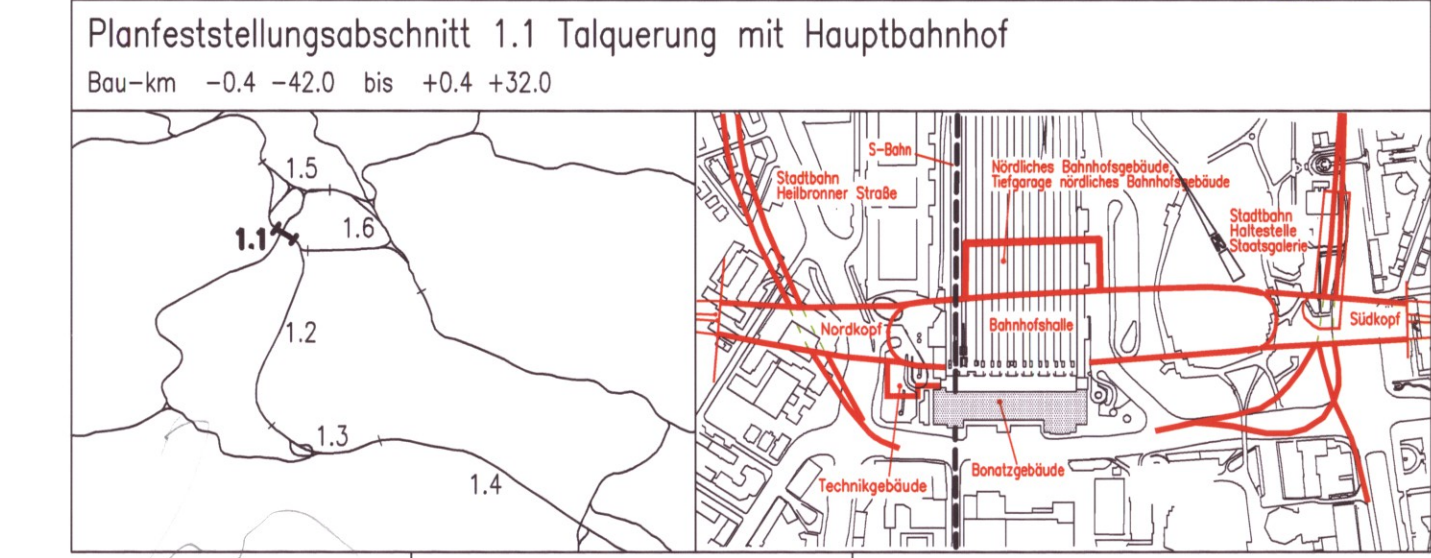 Planfeststellungsabschnitt 1.1 Talquerung mit Hauptbahnhof
Bau-km -0.4 -42.0 bis +0.4 +32.0
1.5
1.6
1.1
1.2
1.3
1.4
S-Bahn
Stadtbahn
Heilbronner Straße
Nördliches Bahnhofsgebäude,
Tiefgarage nördliches Bahnhofsgebäude
Stadtbahn
Haltestelle
Staatsgalerie
Nordkopf
Bahnhofshalle
Südkopf
Technikgebäude
Bonatzgebäude